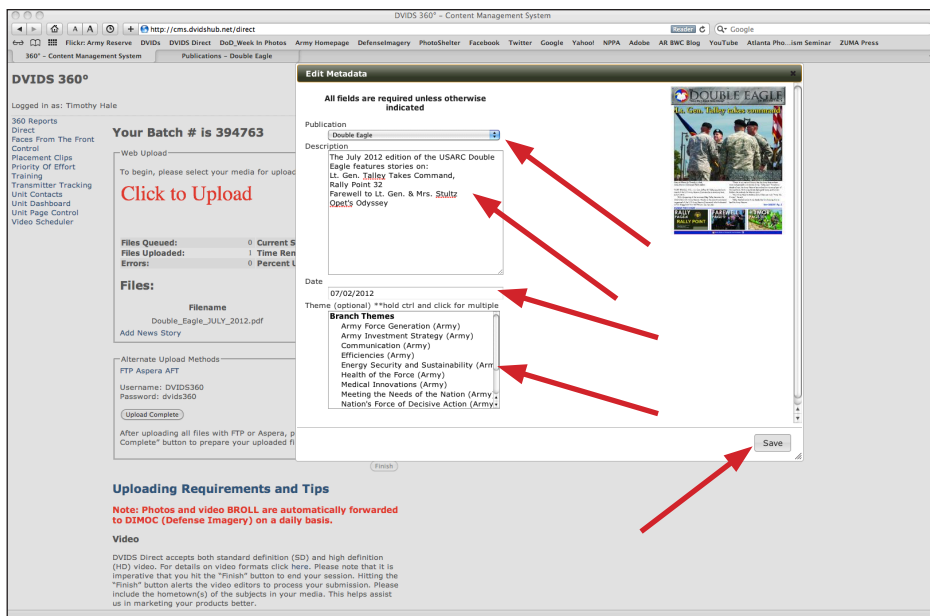 DVIDS 360° – Content Management System
A A
http://cms.dvidshub.net/direct
Reader
Google
Flickr: Army Reserve DVIDs DVIDS Direct DoD_Week In Photos Army Homepage DefenseImagery PhotoShelter Facebook Twitter Google Yahoo! NPPA Adobe AR BWC Blog YouTube Atlanta Pho...ism Seminar ZUMA Press
360° – Content Management System
Publications – Double Eagle
DVIDS 360°
Logged in as: Timothy Hale
360 Reports
Direct
Faces From The Front
Control
Placement Clips
Priority Of Effort
Training
Transmitter Tracking
Unit Contacts
Unit Dashboard
Unit Page Control
Video Scheduler
Your Batch # is 394763
Web Upload
To begin, please select your media for upload
Click to Upload
Files Queued: 0 Current S
Files Uploaded: 1 Time Ren
Errors: 0 Percent U
Files:
Filename
Double_Eagle_JULY_2012.pdf
Add News Story
Alternate Upload Methods
FTP Aspera AFT
Username: DVIDS360
Password: dvids360
Upload Complete
After uploading all files with FTP or Aspera, p
Complete" button to prepare your uploaded fi
Finish
Edit Metadata
x
All fields are required unless otherwise
indicated
Publication
Double Eagle
Description
The July 2012 edition of the USARC Double
Eagle features stories on:
Lt. Gen. Talley Takes Command,
Rally Point 32
Farewell to Lt. Gen. & Mrs. Stultz
Opet's Odyssey
Date
07/02/2012
Theme (optional) **hold ctrl and click for multiple
Branch Themes
Army Force Generation (Army)
Army Investment Strategy (Army)
Communication (Army)
Efficiencies (Army)
Energy Security and Sustainability (Arm
Health of the Force (Army)
Medical Innovations (Army)
Meeting the Needs of the Nation (Army)
Nation's Force of Decisive Action (Army
DOUBLE EAGLE
Lt. Gen. Talley takes command
RALLY
FAREWELL
HUMOR
RALLY POINT
Save
Uploading Requirements and Tips
Note: Photos and video BROLL are automatically forwarded
to DIMOC (Defense Imagery) on a daily basis.
Video
DVIDS Direct accepts both standard definition (SD) and high definition
(HD) video. For details on video formats click here. Please note that it is
imperative that you hit the "Finish" button to end your session. Hitting the
"Finish" button alerts the video editors to process your submission. Please
include the hometown(s) of the subjects in your media. This helps assist
us in marketing your products better.